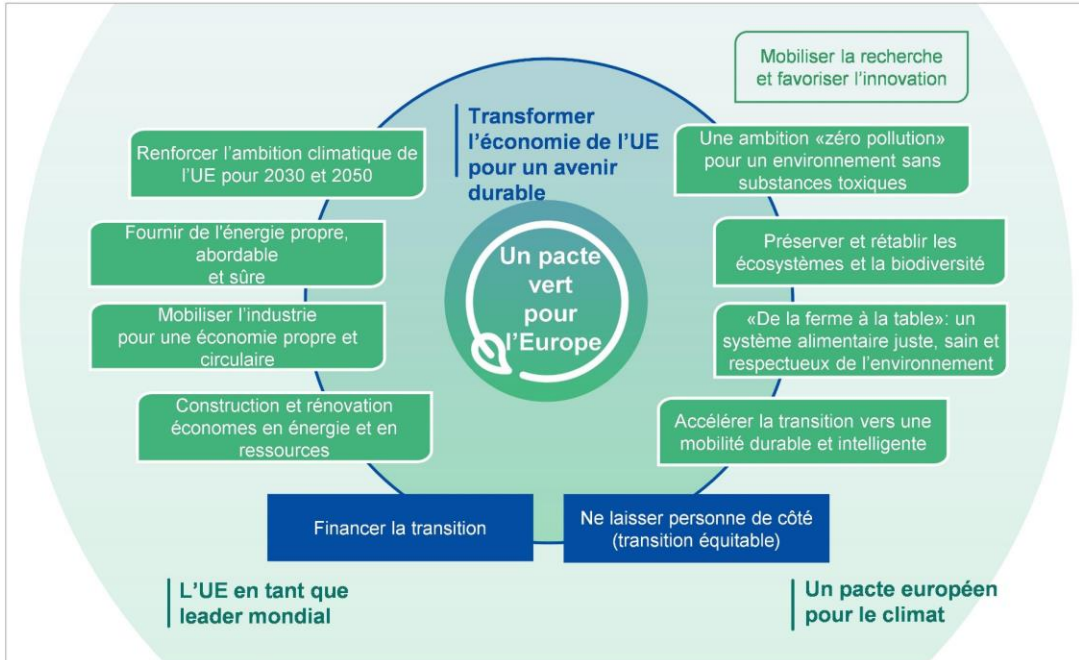 Mobiliser la recherche
et favoriser l’innovation
Transformer
l’économie de l’UE
pour un avenir
durable
Renforcer l’ambition climatique de
l’UE pour 2030 et 2050
Une ambition «zéro pollution»
pour un environnement sans
substances toxiques
Fournir de l'énergie propre,
abordable
et sûre
Préserver et rétablir les
écosystèmes et la biodiversité
Un pacte
vert
pour
l’Europe
Mobiliser l’industrie
pour une économie propre et
circulaire
«De la ferme à la table»: un
système alimentaire juste, sain et
respectueux de l’environnement
Construction et rénovation
économes en énergie et en
ressources
Accélérer la transition vers une
mobilité durable et intelligente
Financer la transition
Ne laisser personne de côté
(transition équitable)
L’UE en tant que
leader mondial
Un pacte européen
pour le climat